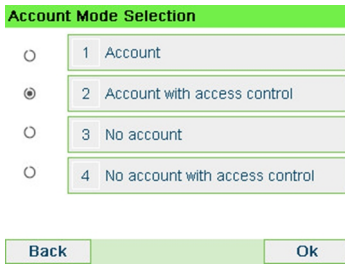 Account Mode Selection
1 Account
2 Account with access control
3 No account
4 No account with access control
Back Ok